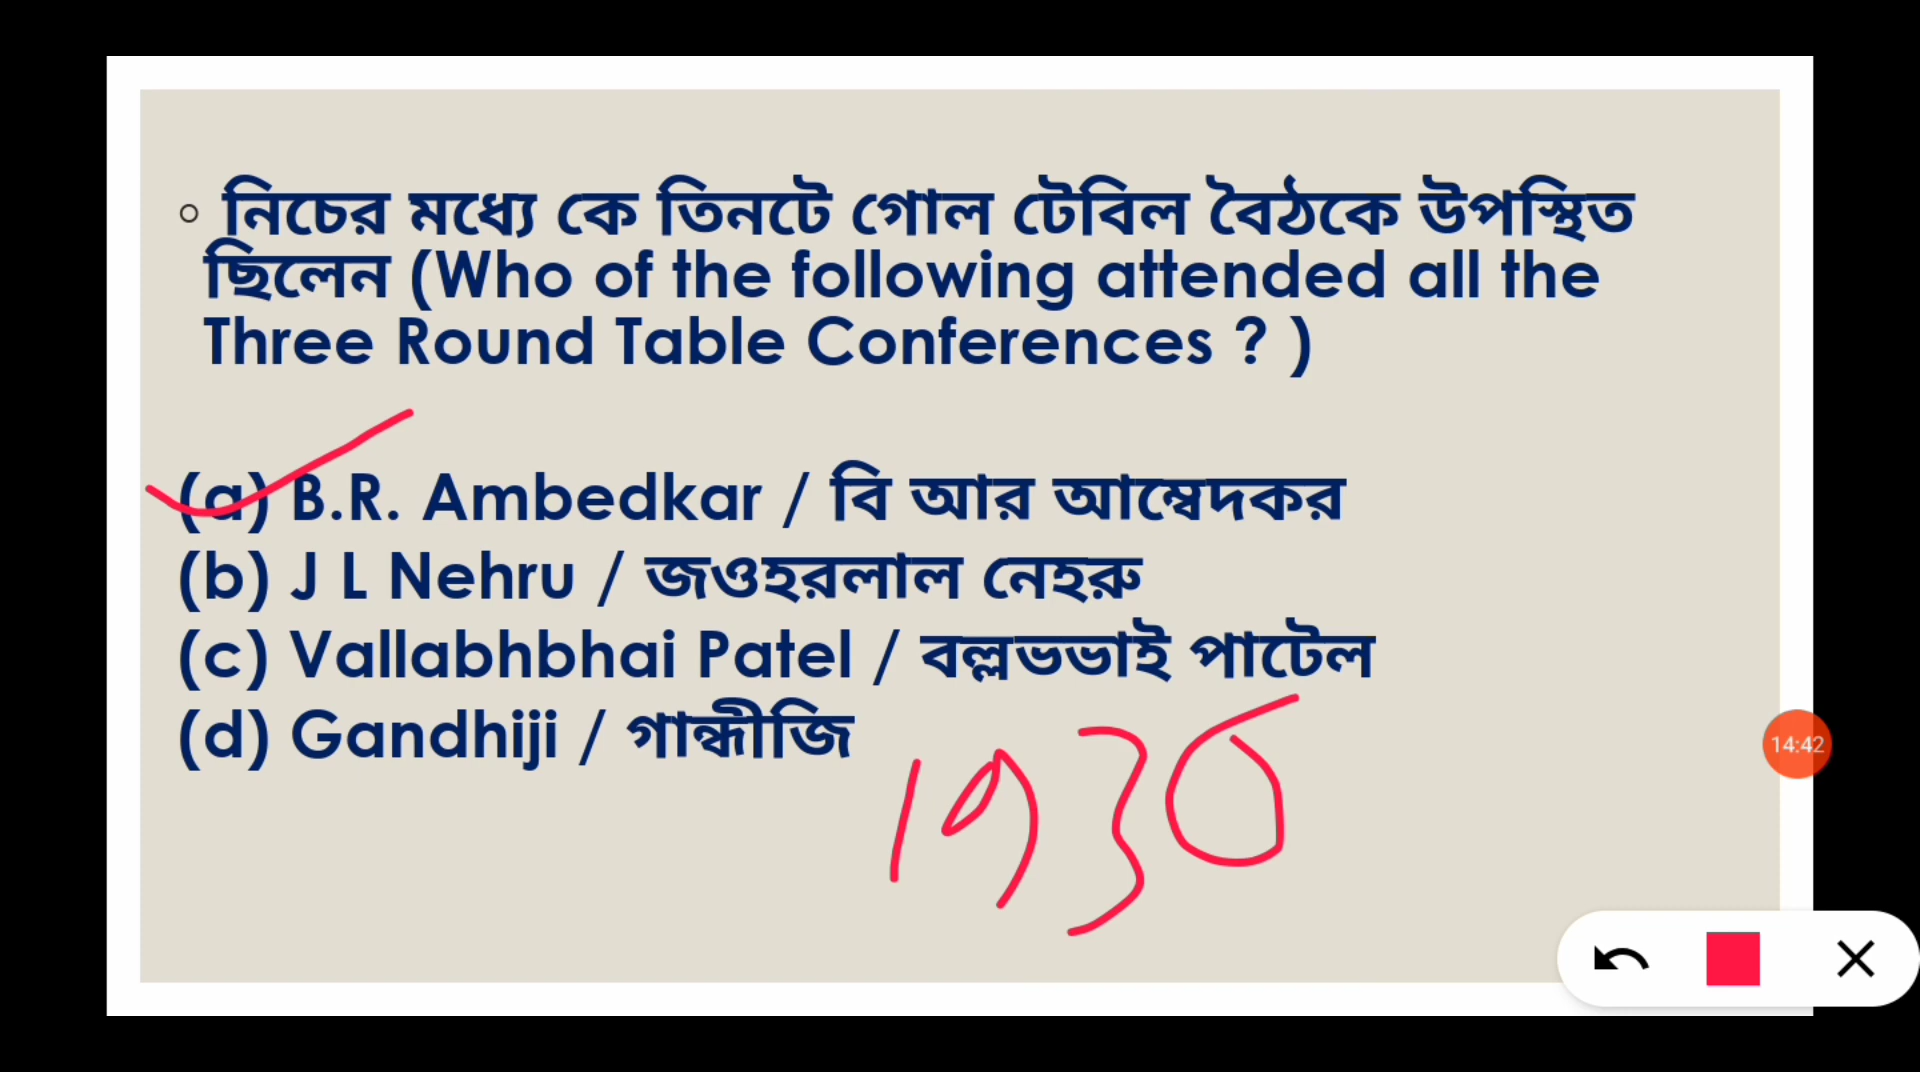 নিচের মধ্যে কে তিনটে গোল টেবিল বৈঠকে উপস্থিত
ছিলেন (Who of the following attended all the
Three Round Table Conferences ? )
(a) B.R. Ambedkar / বি আর আম্বেদকর
(b) J L Nehru / জওহরলাল নেহরু
(c) Vallabhbhai Patel / বল্লভভাই পাটেল
(d) Gandhiji / গান্ধীজি
1930
14:42